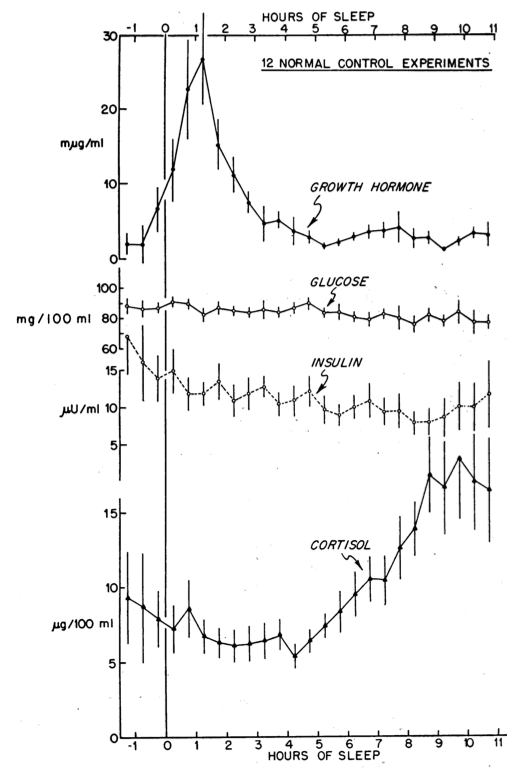 HOURS OF SLEEP
-1 0 1 2 3 4 5 6 7 8 9 10 11
12 NORMAL CONTROL EXPERIMENTS
30
20
mμg/ml
10
GROWTH HORMONE
0
100
GLUCOSE
mg/100 ml
80
60
INSULIN
15
μU/ml
10
5
15
CORTISOL
10
μg/100 ml
5
0
-1 0 1 2 3 4 5 6 7 8 9 10 11
HOURS OF SLEEP